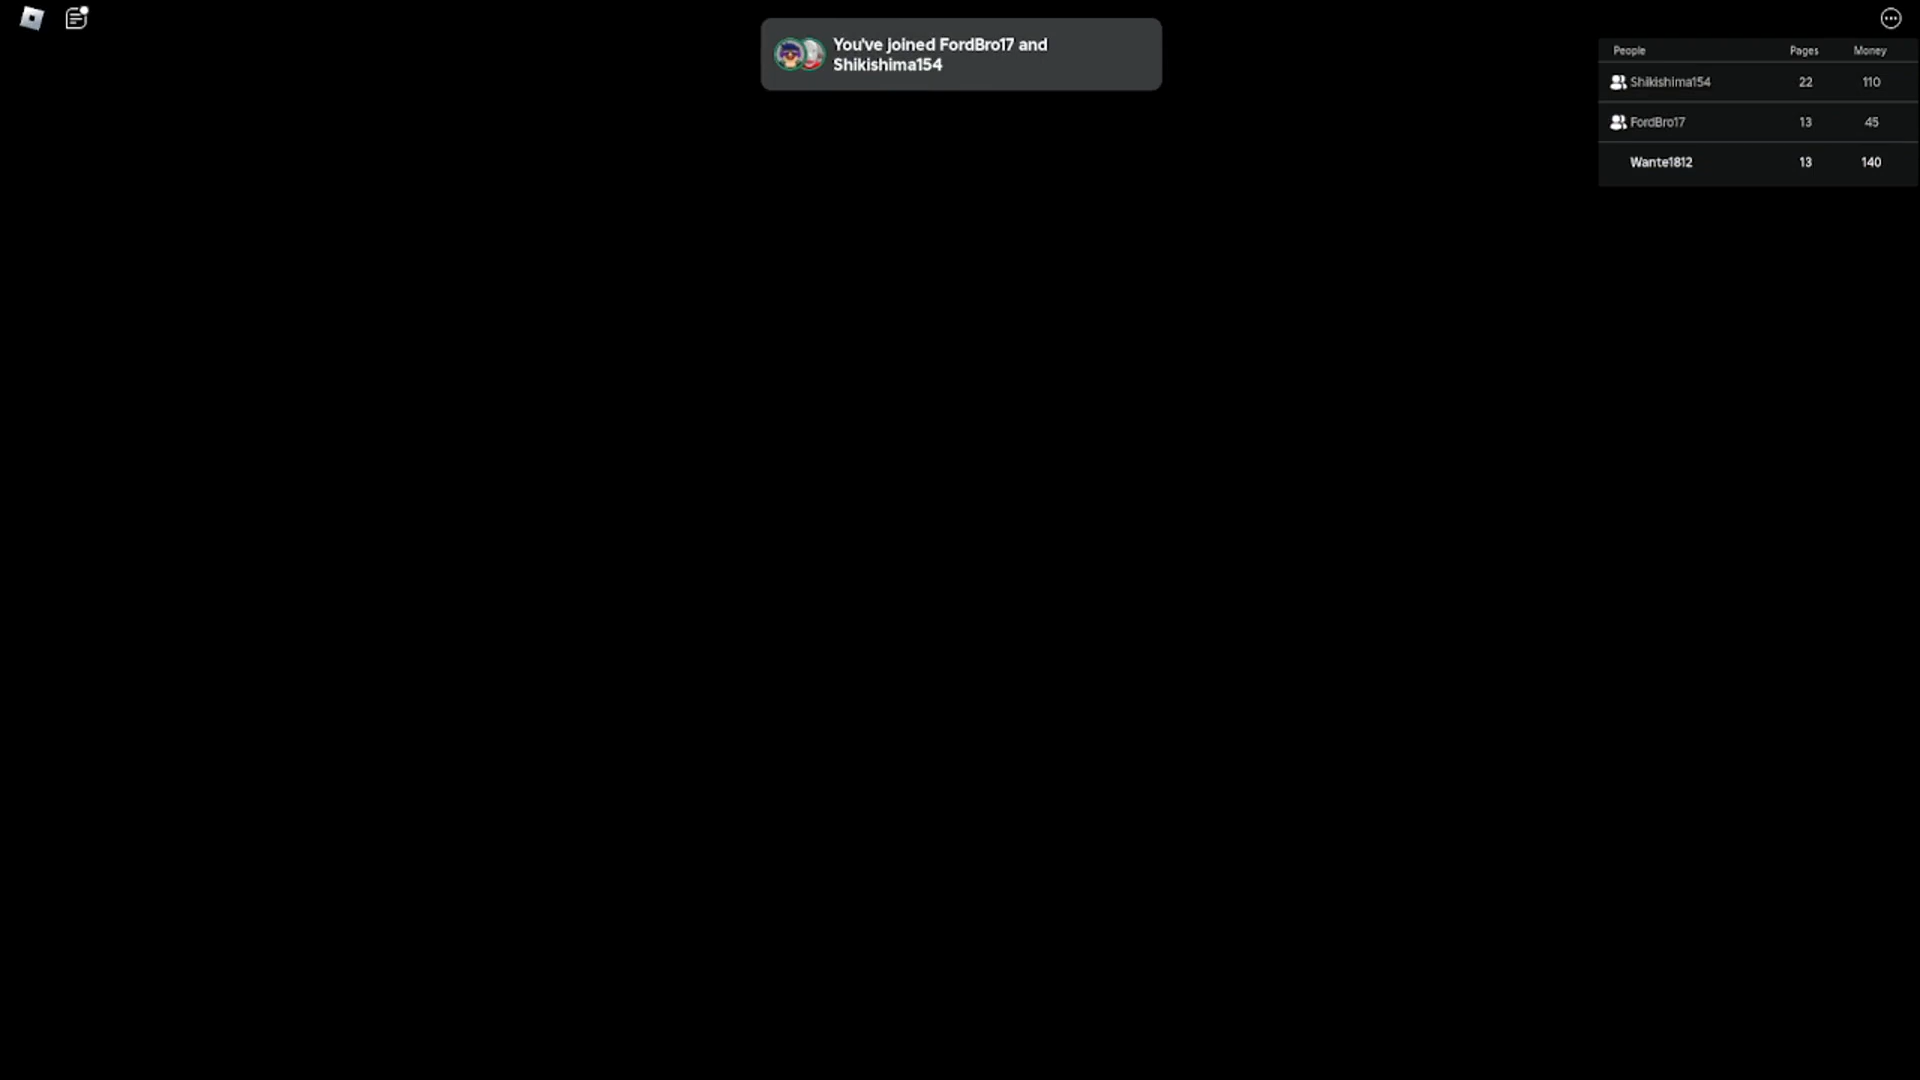 You've joined FordBro17 and
Shikishima154
People Pages Money
Shikishima154 22 110
FordBro17 13 45
Wante1812 13 140